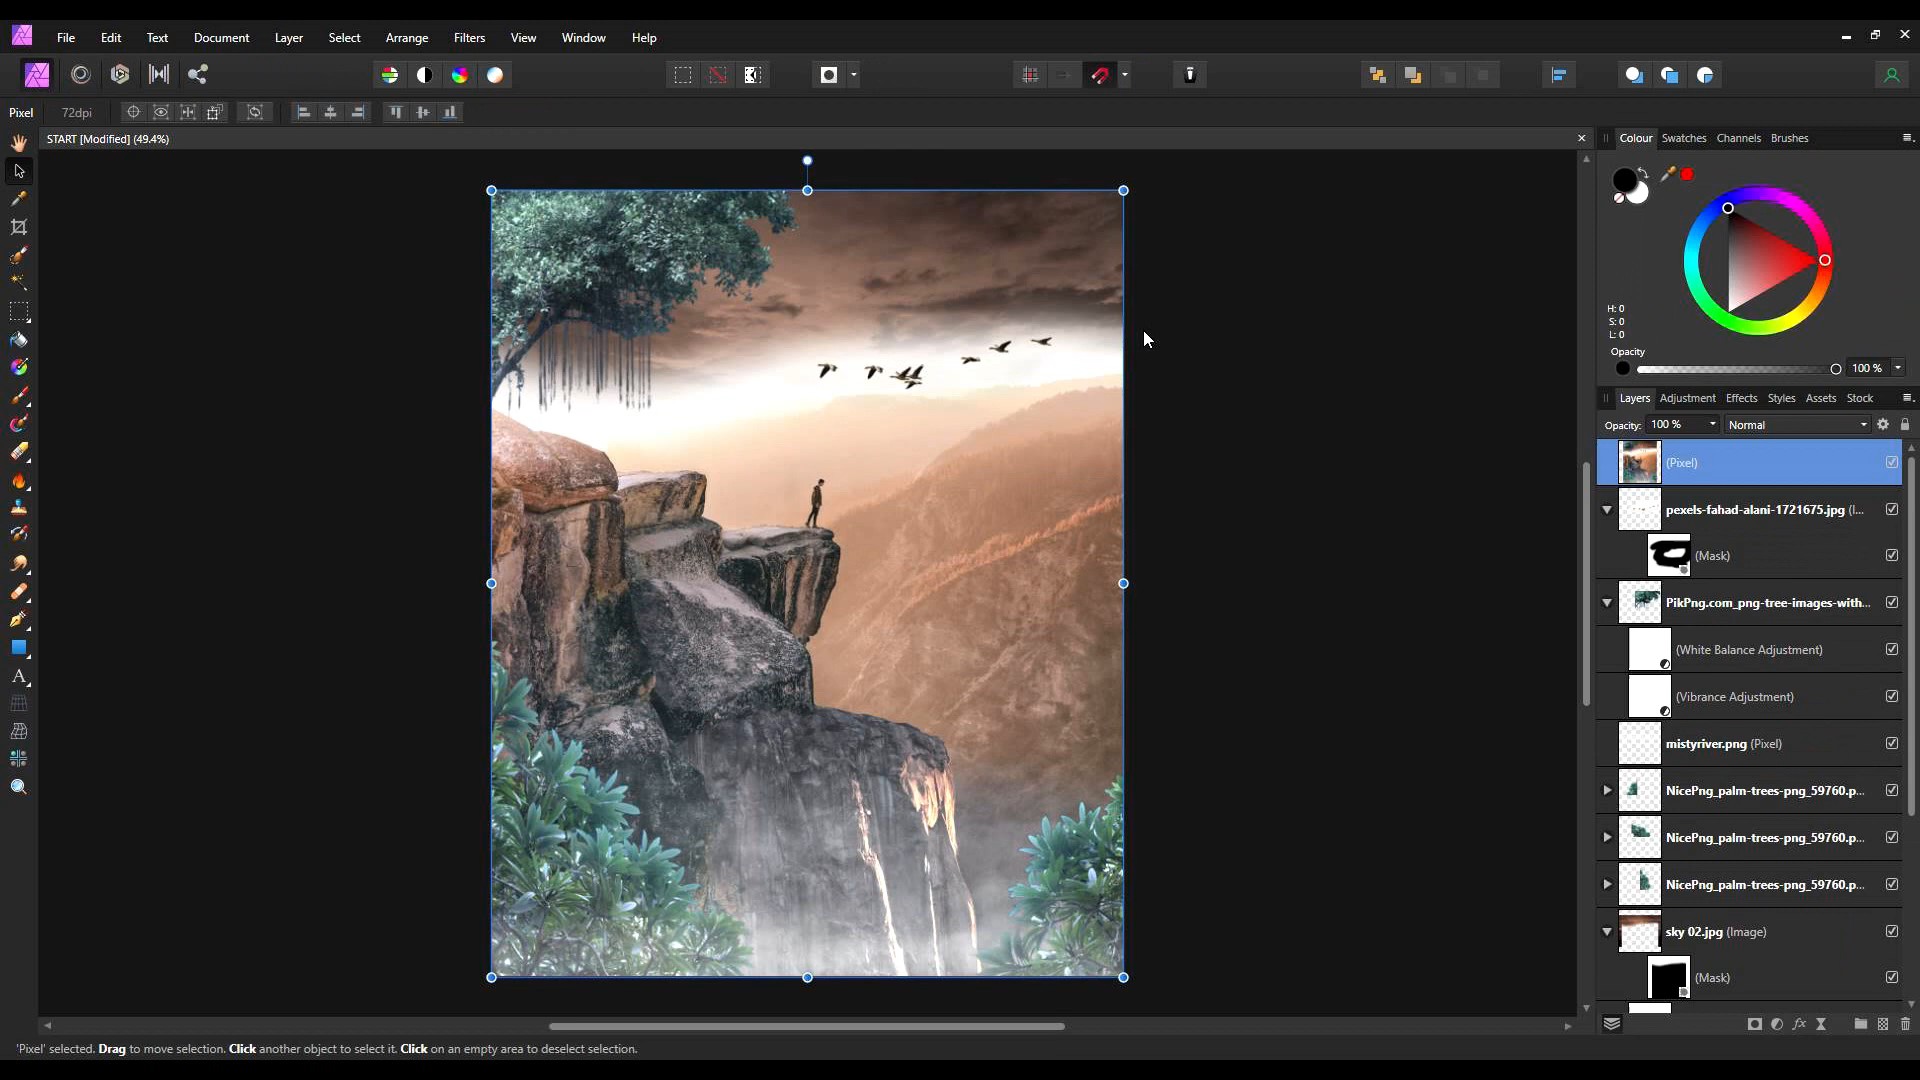 File Edit Text Document Layer Select Arrange Filters View Window Help
Pixel 72dpi
START [Modified] (49.4%)
Colour Swatches Channels Brushes
H: 0
S: 0
L: 0
Opacity
100 %
Layers Adjustment Effects Styles Assets Stock
Opacity: 100 % Normal
(Pixel)
pexels-fahad-alani-1721675.jpg (I...
(Mask)
PikPng.com_png-tree-images-with...
(White Balance Adjustment)
(Vibrance Adjustment)
mistyriver.png (Pixel)
NicePng_palm-trees-png_59760.p...
NicePng_palm-trees-png_59760.p...
NicePng_palm-trees-png_59760.p...
sky 02.jpg (Image)
(Mask)
fx
'Pixel' selected. Drag to move selection. Click another object to select it. Click on an empty area to deselect selection.